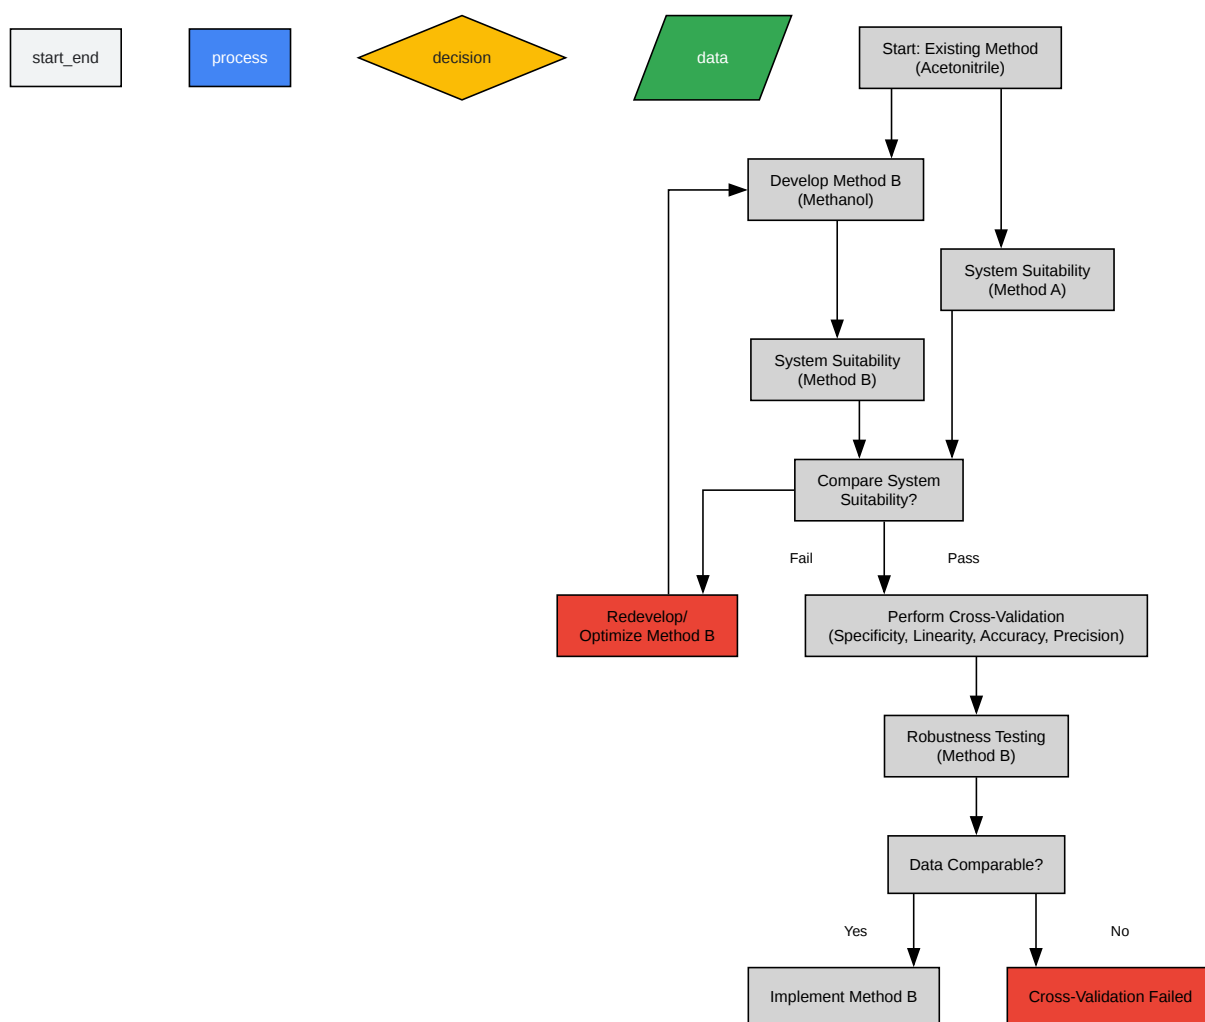 start_end
process
decision
data
Start: Existing Method
(Acetonitrile)
Develop Method B
(Methanol)
System Suitability
(Method A)
System Suitability
(Method B)
Compare System
Suitability?
Fail
Pass
Redevelop/
Optimize Method B
Perform Cross-Validation
(Specificity, Linearity, Accuracy, Precision)
Robustness Testing
(Method B)
Data Comparable?
Yes
No
Implement Method B
Cross-Validation Failed